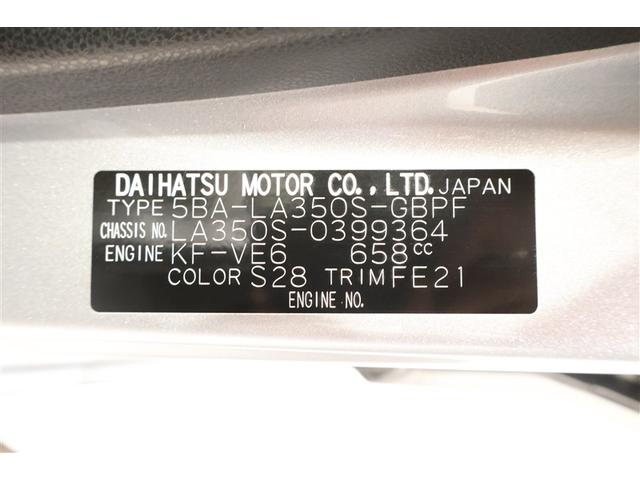 DAIHATSU MOTOR CO., LTD. JAPAN
TYPE 5BA-LA350S-GBPF
CHASSIS NO. LA350S-0399364
ENGINE KF-VE6 658cc
COLOR S28 TRIM FE21
ENGINE NO.